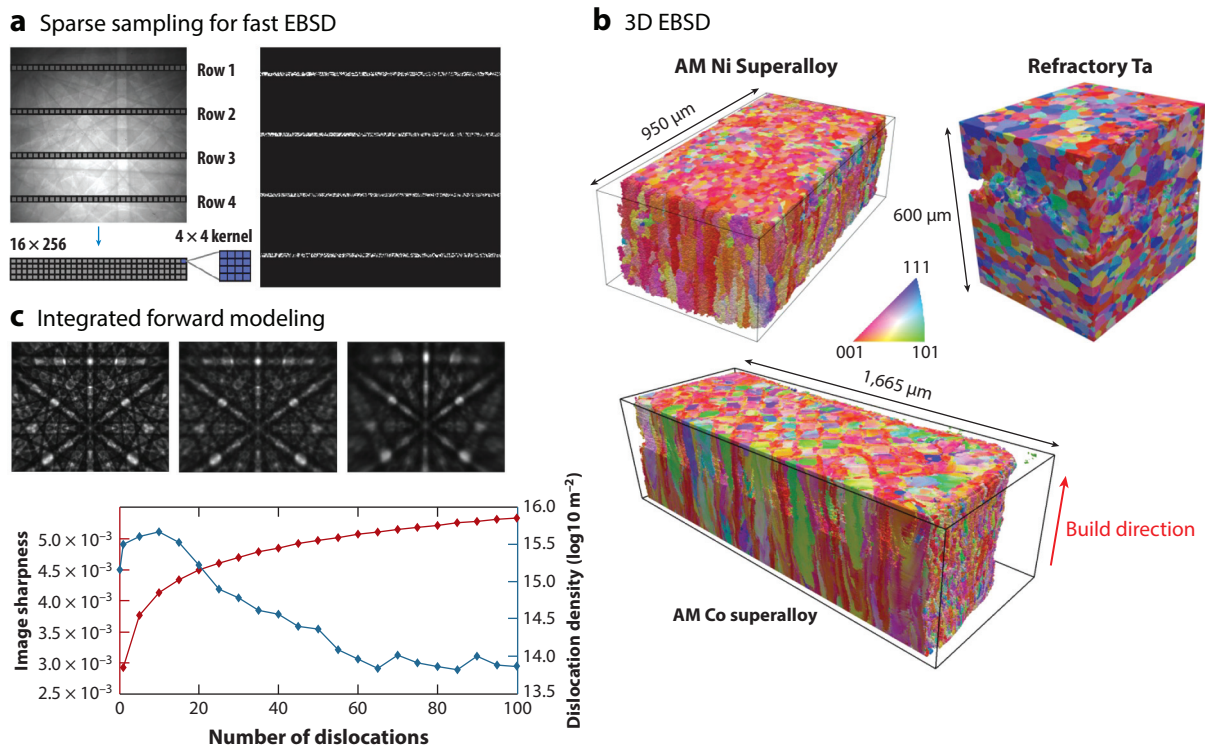 a Sparse sampling for fast EBSD
Row 1
Row 2
Row 3
Row 4
16 × 256
4 × 4 kernel
b 3D EBSD
AM Ni Superalloy
950 µm
Refractory Ta
600 µm
111
001
101
1,665 µm
Build direction
AM Co superalloy
c Integrated forward modeling
Image sharpness
5.0 × 10⁻³
4.5 × 10⁻³
4.0 × 10⁻³
3.5 × 10⁻³
3.0 × 10⁻³
2.5 × 10⁻³
16.0
15.5
15.0
14.5
14.0
13.5
Dislocation density (log10 m⁻²)
0
20
40
60
80
100
Number of dislocations